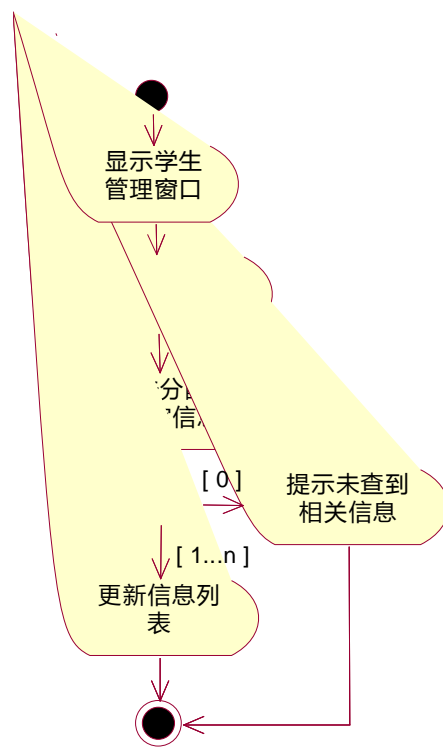 显示学生
管理窗口
[ 0 ]
提示未查到
相关信息
[ 1...n ]
更新信息列
表